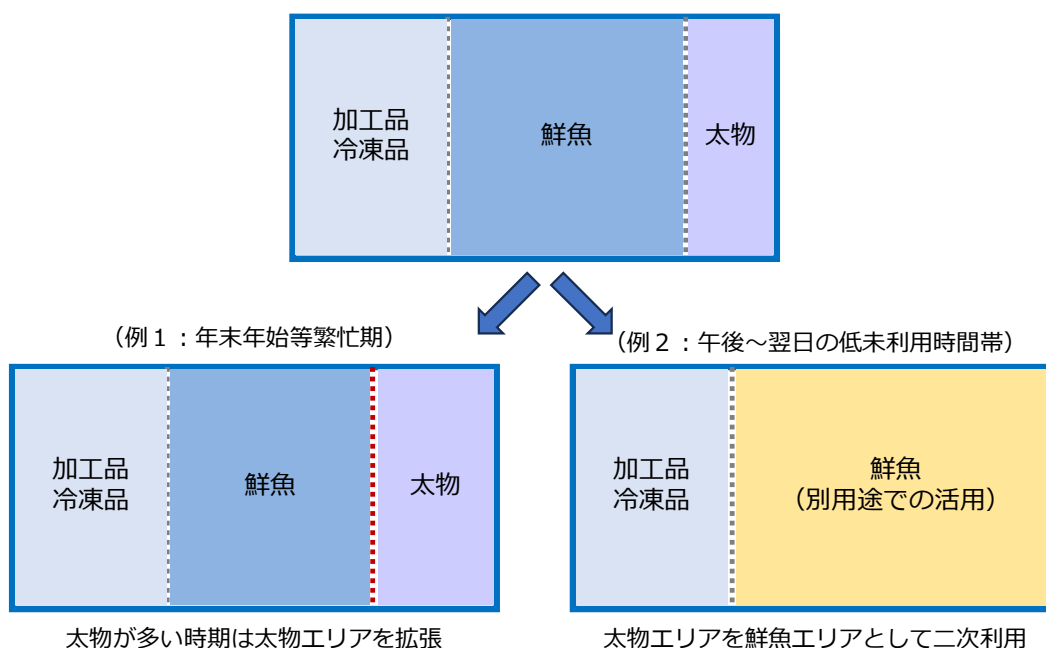 加工品
冷凍品
鮮魚
太物
（例１：年末年始等繁忙期）
（例２：午後～翌日の低未利用時間帯）
加工品
冷凍品
鮮魚
太物
加工品
冷凍品
鮮魚
（別用途での活用）
太物が多い時期は太物エリアを拡張
太物エリアを鮮魚エリアとして二次利用